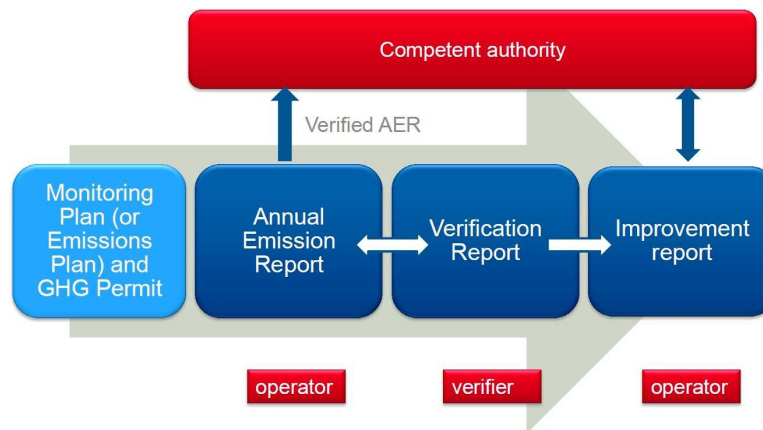 Competent authority
Verified AER
Monitoring
Plan (or
Emissions
Plan) and
GHG Permit
Annual
Emission
Report
Verification
Report
Improvement
report
operator
verifier
operator